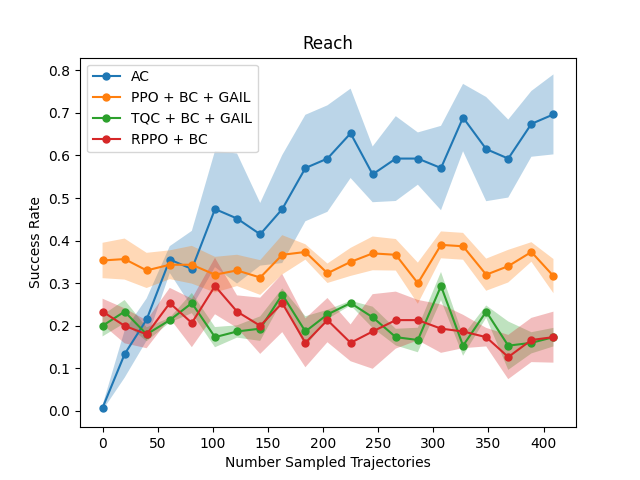 Reach
AC
PPO + BC + GAIL
TQC + BC + GAIL
RPPO + BC
Success Rate
0.8
0.7
0.6
0.5
0.4
0.3
0.2
0.1
0.0
0 50 100 150 200 250 300 350 400
Number Sampled Trajectories